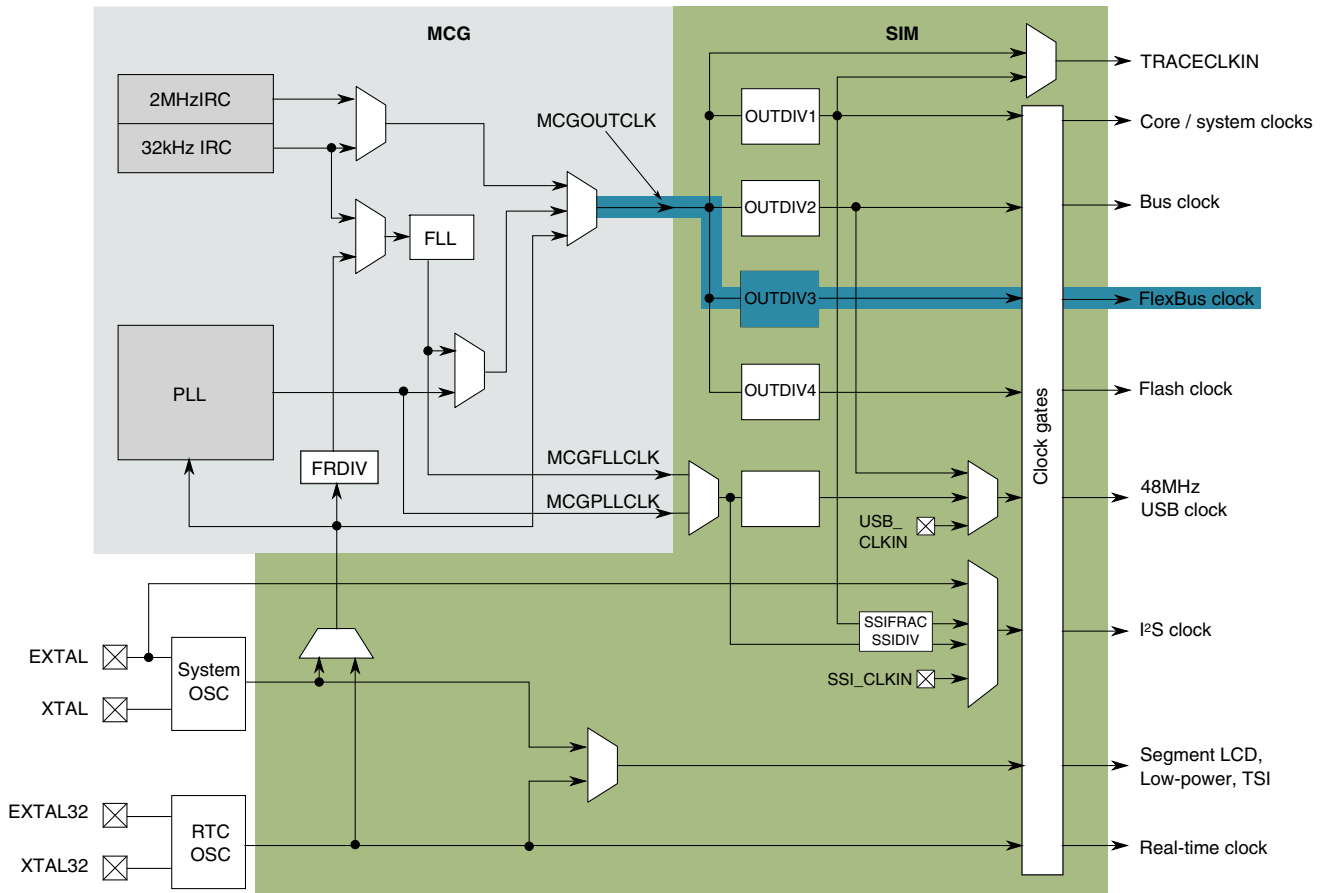 MCG
SIM
2MHzIRC
32kHz IRC
MCGOUTCLK
OUTDIV1
OUTDIV2
OUTDIV3
OUTDIV4
FLL
PLL
FRDIV
MCGFLLCLK
MCGPLLCLK
USB_
CLKIN
SSIFRAC
SSIDIV
SSI_CLKIN
Clock gates
TRACECLKIN
Core / system clocks
Bus clock
FlexBus clock
Flash clock
48MHz
USB clock
I²S clock
Segment LCD,
Low-power, TSI
Real-time clock
EXTAL
XTAL
System
OSC
EXTAL32
XTAL32
RTC
OSC